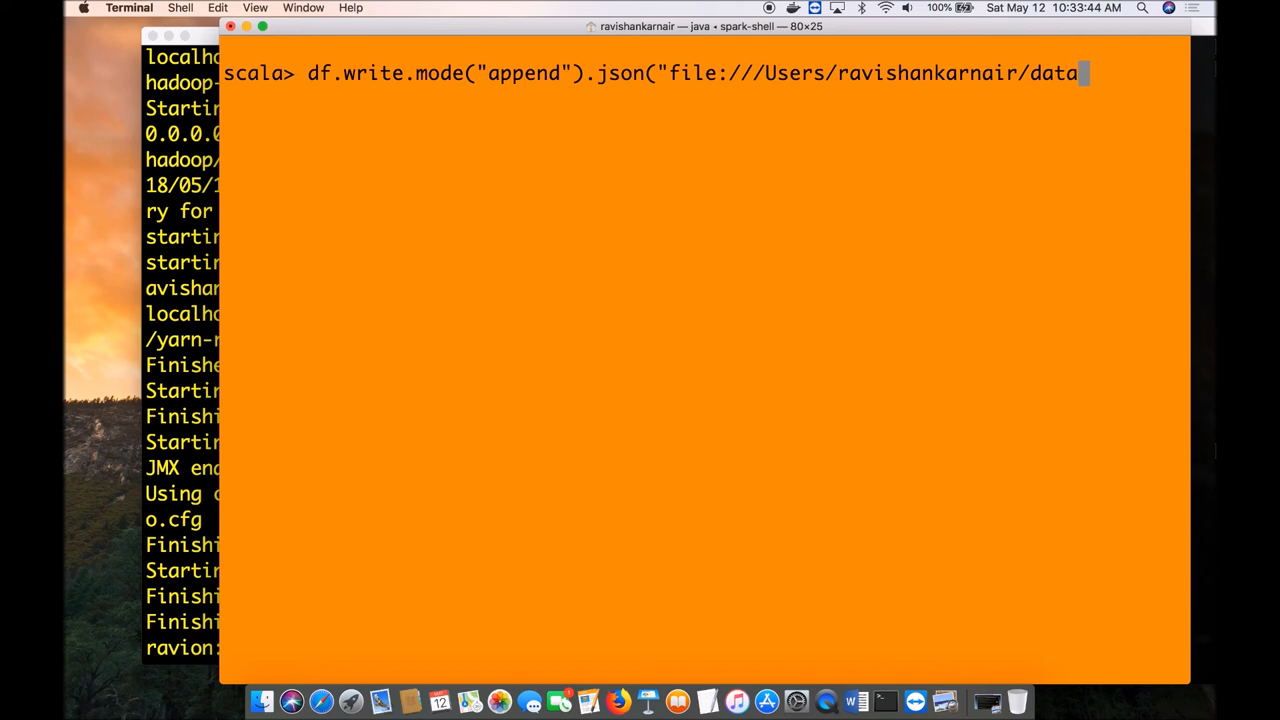 Terminal Shell Edit View Window Help 100% Sat May 12 10:33:44 AM
ravishankarnair — java • spark-shell — 80×25
scala> df.write.mode("append").json("file:///Users/ravishankarnair/data
localho
hadoop-
Starting
0.0.0.0
hadoop/
18/05/1
ry for
startin
startin
avishan
localho
/yarn-r
Finishe
Startin
Finishi
Startin
JMX ena
Using c
o.cfg
Finishi
Startin
Finishi
Finishi
ravion:
12